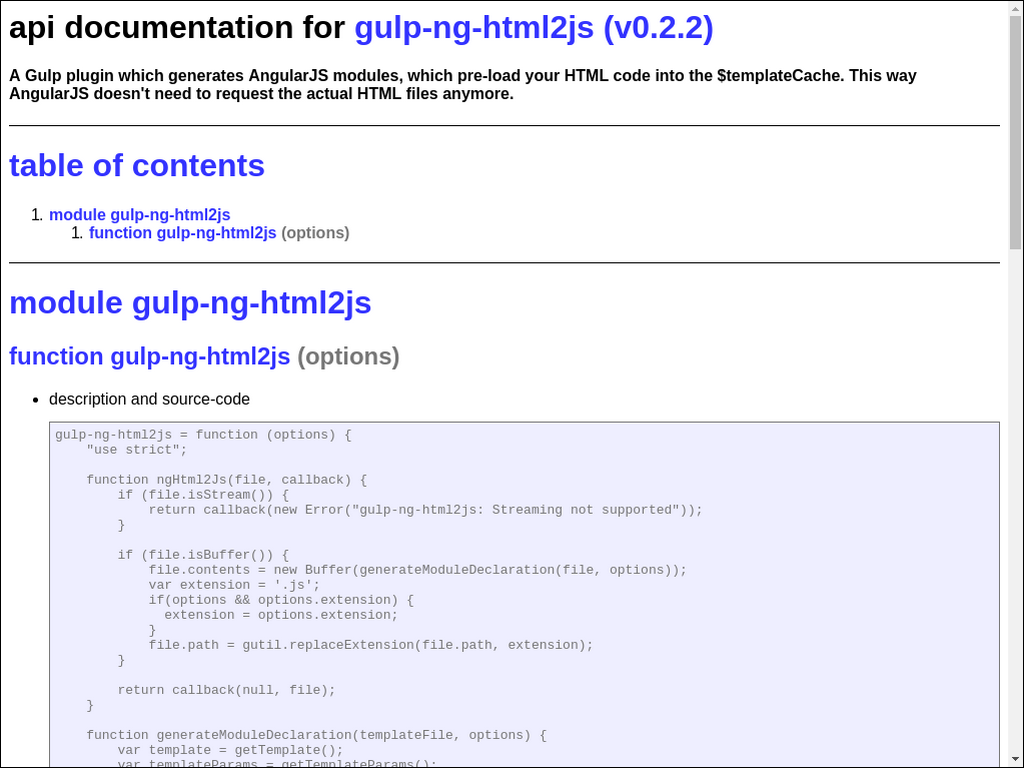 api documentation for gulp-ng-html2js (v0.2.2)
A Gulp plugin which generates AngularJS modules, which pre-load your HTML code into the $templateCache. This way
AngularJS doesn't need to request the actual HTML files anymore.
table of contents
1. module gulp-ng-html2js
1. function gulp-ng-html2js (options)
module gulp-ng-html2js
function gulp-ng-html2js (options)
• description and source-code
gulp-ng-html2js = function (options) {
    "use strict";
    function ngHtml2Js(file, callback) {
        if (file.isStream()) {
            return callback(new Error("gulp-ng-html2js: Streaming not supported"));
        }
        if (file.isBuffer()) {
            file.contents = new Buffer(generateModuleDeclaration(file, options));
            var extension = '.js';
            if(options && options.extension) {
              extension = options.extension;
            }
            file.path = gutil.replaceExtension(file.path, extension);
        }
        return callback(null, file);
    }
    function generateModuleDeclaration(templateFile, options) {
        var template = getTemplate();
        var templateParams = getTemplateParams();